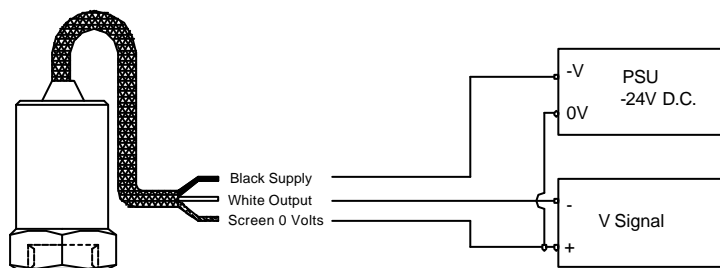 -V
PSU
-24V D.C.
0V
Black Supply
White Output
Screen 0 Volts
-
V Signal
+